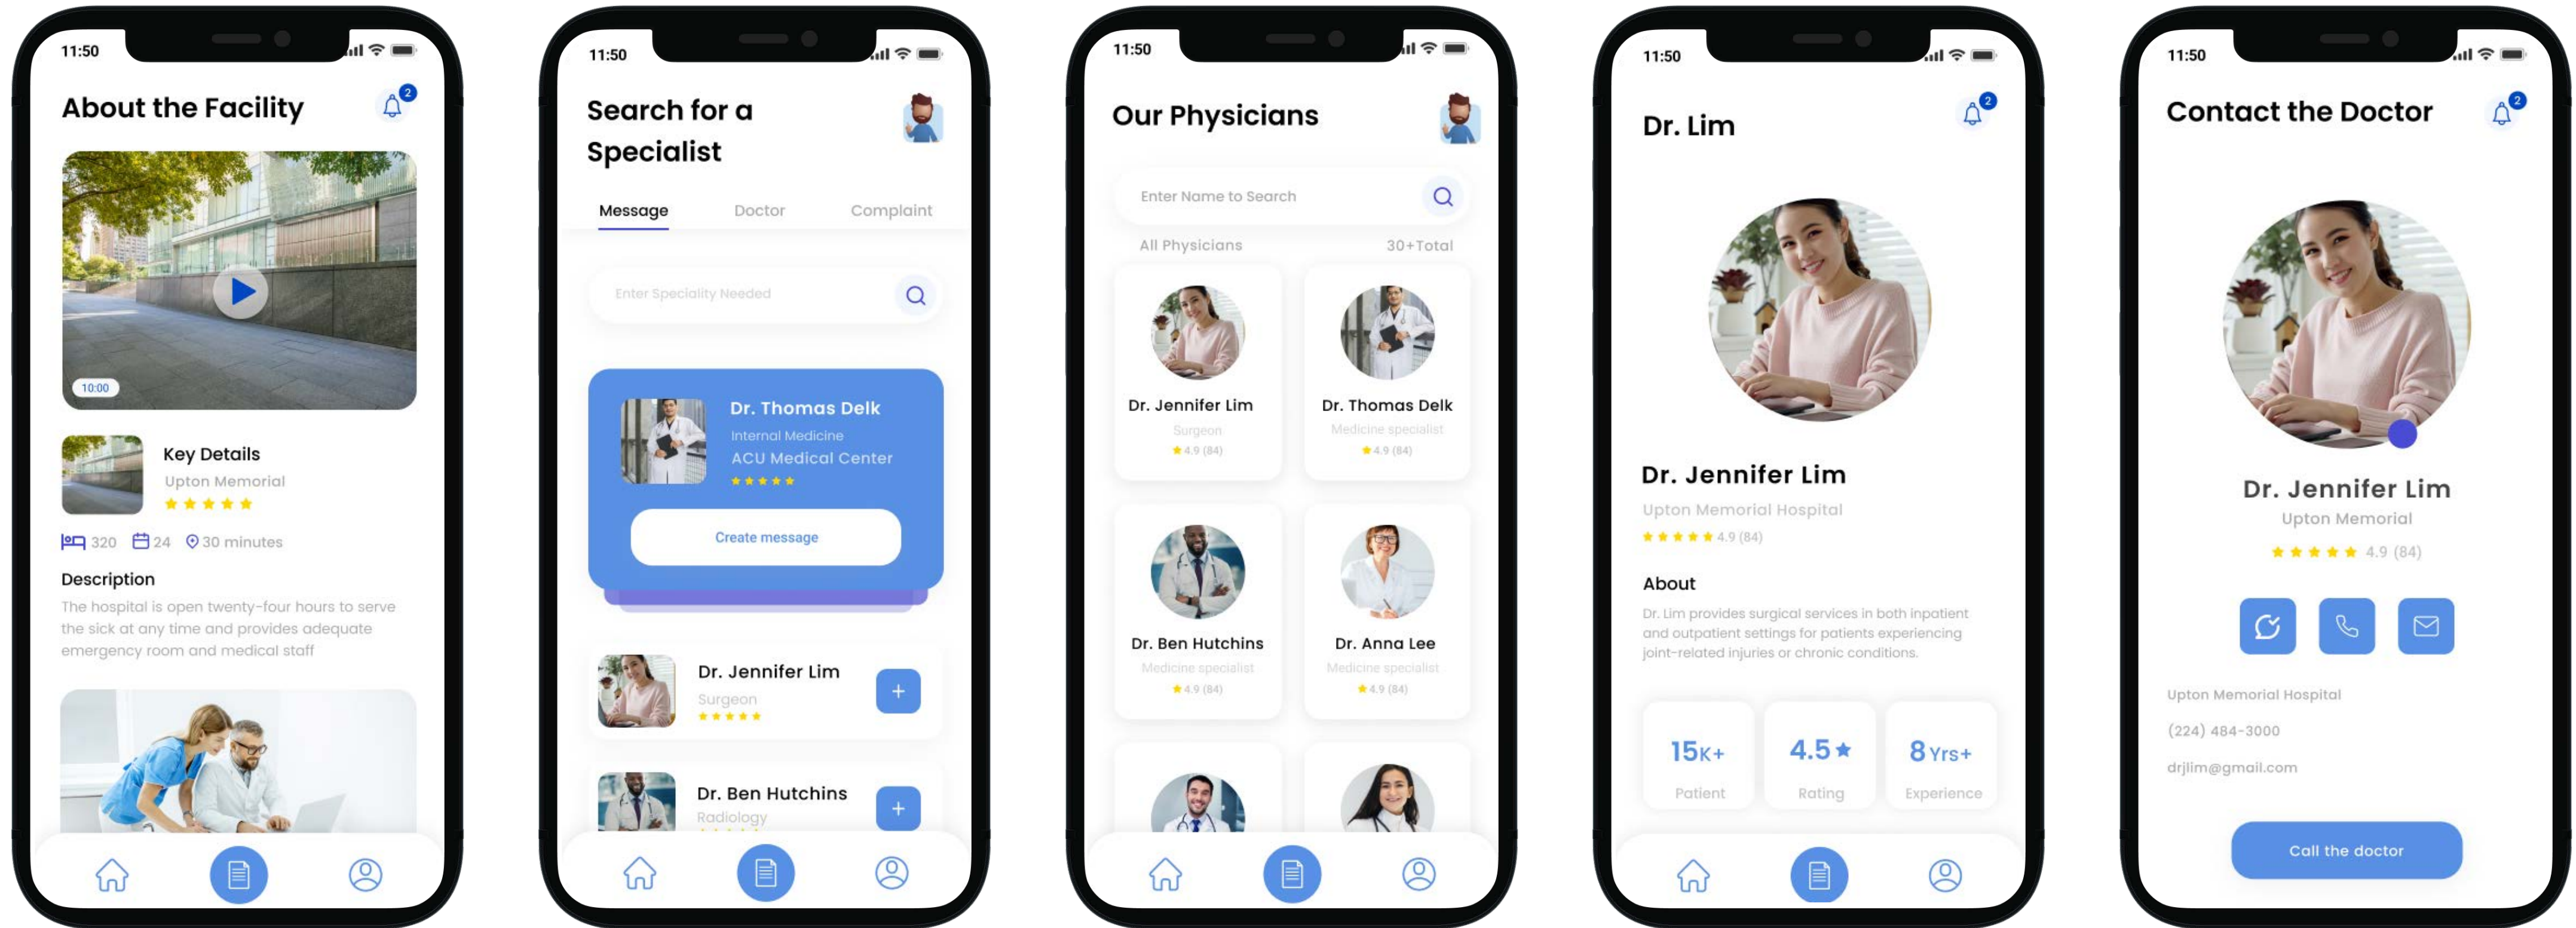 11:50
About the Facility
2
10:00
Key Details
Upton Memorial
320 24 30 minutes
Description
The hospital is open twenty-four hours to serve
the sick at any time and provides adequate
emergency room and medical staff
11:50
Search for a
Specialist
Message Doctor Complaint
Enter Speciality Needed
Dr. Thomas Delk
Internal Medicine
ACU Medical Center
Create message
Dr. Jennifer Lim
Surgeon
Dr. Ben Hutchins
Radiology
11:50
Our Physicians
Enter Name to Search
All Physicians 30+Total
Dr. Jennifer Lim Dr. Thomas Delk
Surgeon Medicine specialist
4.9 (84) 4.9 (84)
Dr. Ben Hutchins Dr. Anna Lee
Medicine specialist Medicine specialist
4.9 (84) 4.9 (84)
11:50
2
Dr. Lim
Dr. Jennifer Lim
Upton Memorial Hospital
4.9 (84)
About
Dr. Lim provides surgical services in both inpatient
and outpatient settings for patients experiencing
joint-related injuries or chronic conditions.
15K+ 4.5 8 Yrs+
Patient Rating Experience
11:50
Contact the Doctor
2
Dr. Jennifer Lim
Upton Memorial
4.9 (84)
Upton Memorial Hospital
(224) 484-3000
drjlim@gmail.com
Call the doctor